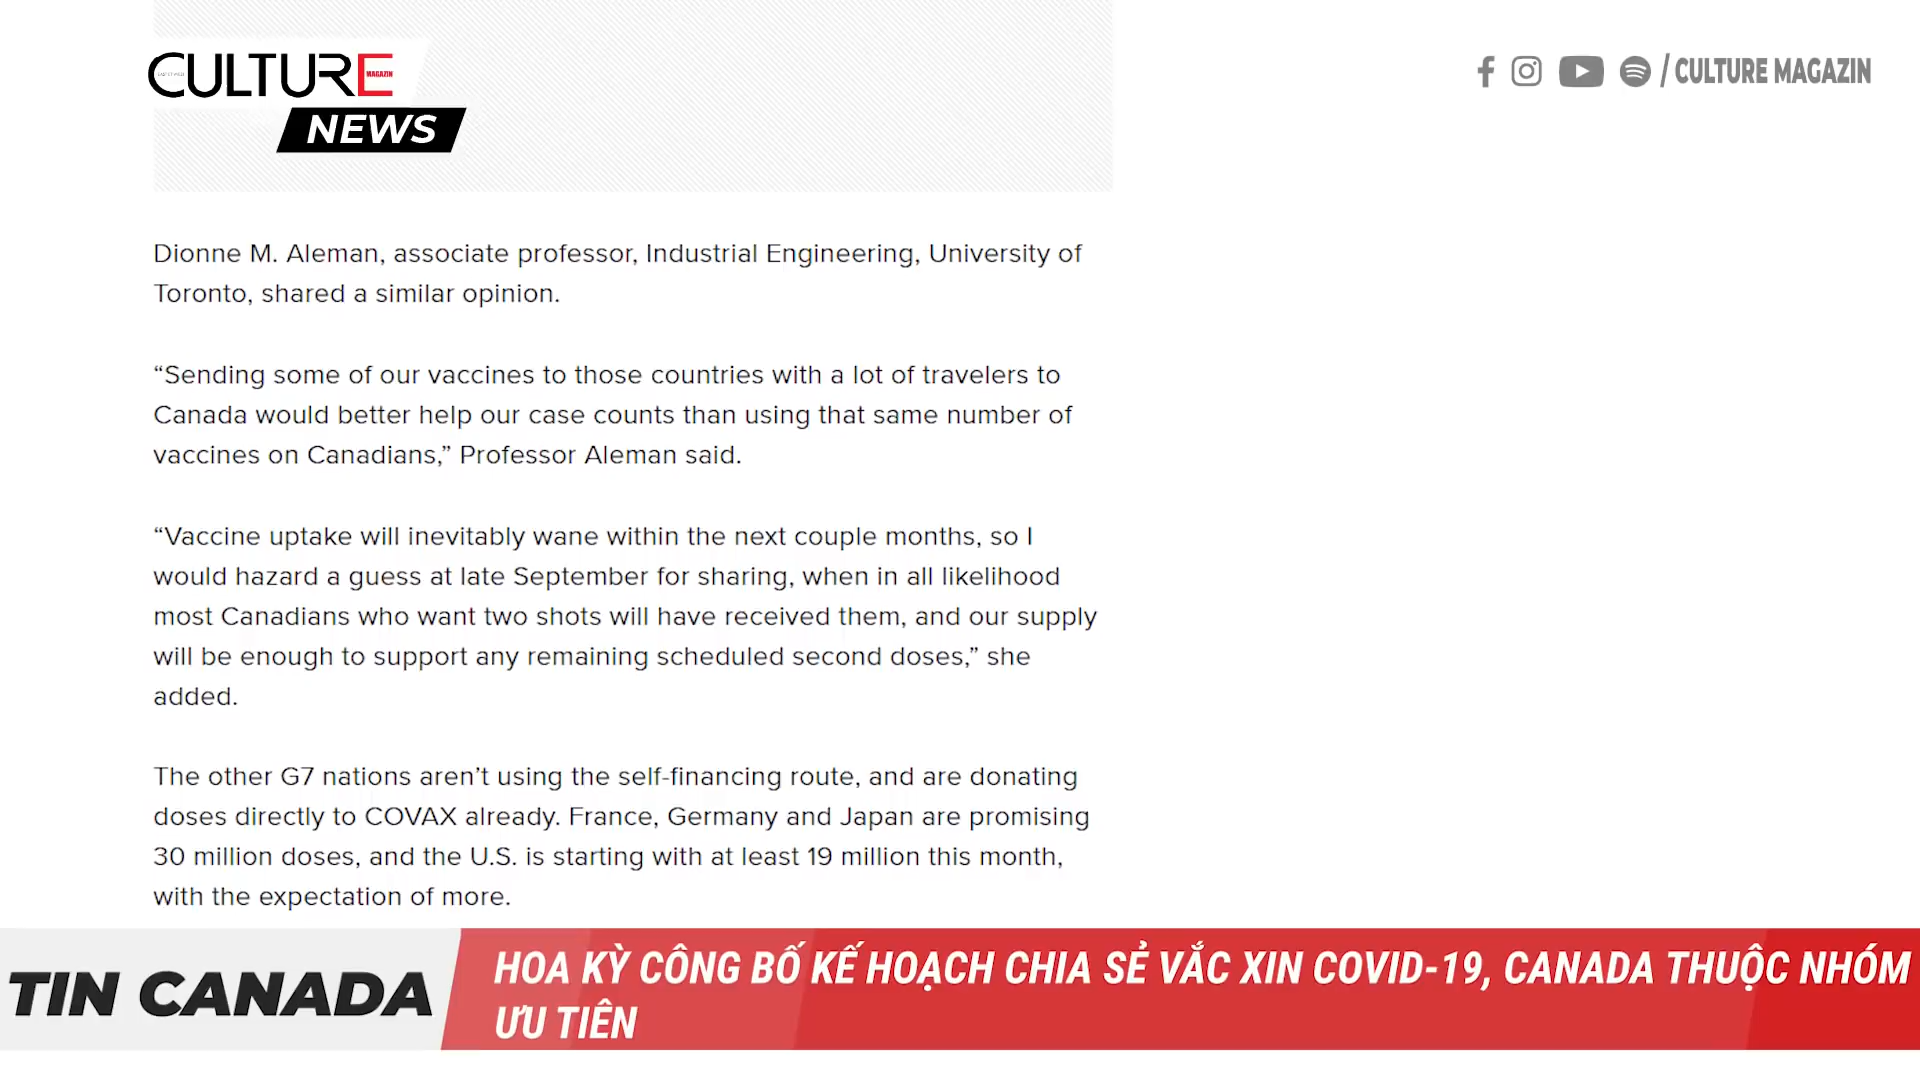 CULTURE
MAGAZIN
NEWS
/ CULTURE MAGAZIN
Dionne M. Aleman, associate professor, Industrial Engineering, University of
Toronto, shared a similar opinion.
“Sending some of our vaccines to those countries with a lot of travelers to
Canada would better help our case counts than using that same number of
vaccines on Canadians,” Professor Aleman said.
“Vaccine uptake will inevitably wane within the next couple months, so I
would hazard a guess at late September for sharing, when in all likelihood
most Canadians who want two shots will have received them, and our supply
will be enough to support any remaining scheduled second doses,” she
added.
The other G7 nations aren’t using the self-financing route, and are donating
doses directly to COVAX already. France, Germany and Japan are promising
30 million doses, and the U.S. is starting with at least 19 million this month,
with the expectation of more.
TIN CANADA
HOA KỲ CÔNG BỐ KẾ HOẠCH CHIA SẺ VẮC XIN COVID-19, CANADA THUỘC NHÓM
ƯU TIÊN